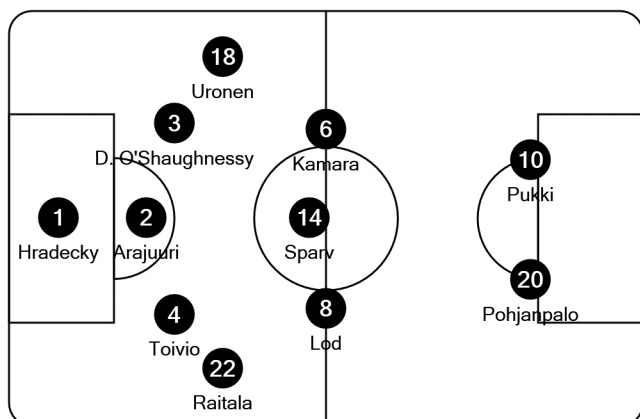 18
Uronen
3
D. O'Shaughnessy
6
Kamara
10
Pukki
1
Hradecky
2
Arajuuri
14
Sparv
20
Pohjanpalo
4
Toivio
8
Lod
22
Raitala